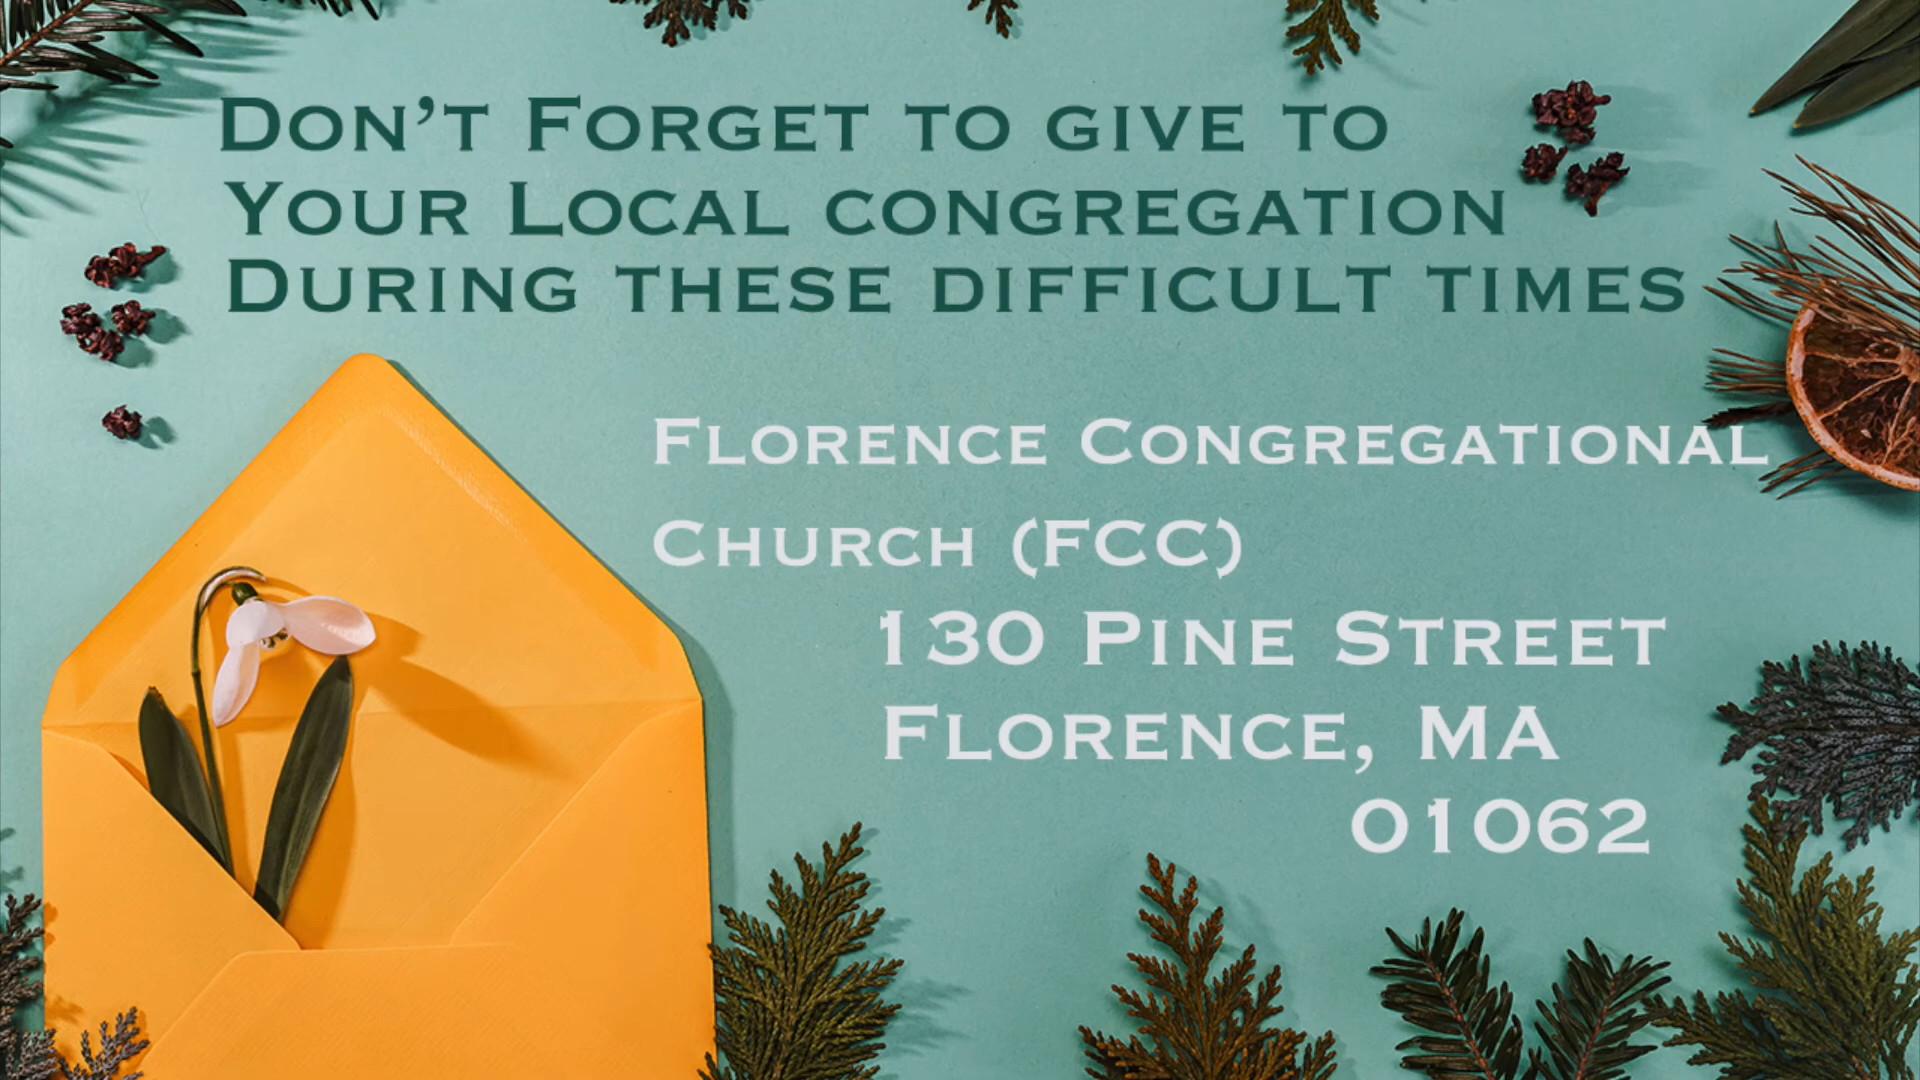 Don’t Forget to give to
Your Local congregation
During these difficult times
Florence Congregational
Church (FCC)
130 Pine Street
Florence, MA
01062